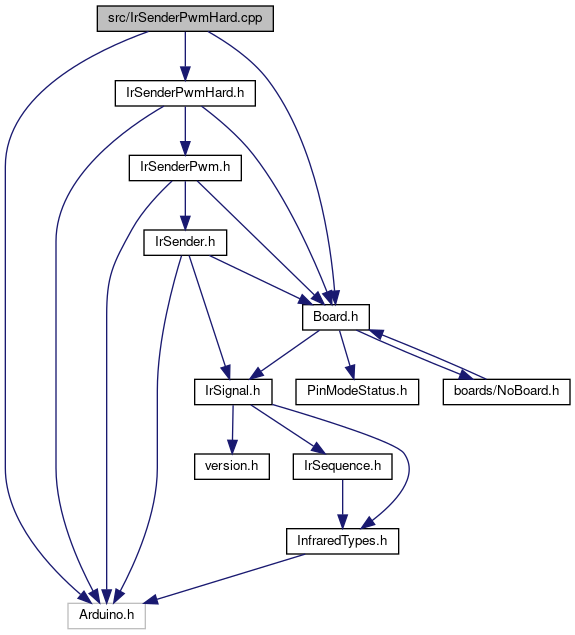 src/IrSenderPwmHard.cpp
IrSenderPwmHard.h
IrSenderPwm.h
IrSender.h
Board.h
IrSignal.h
PinModeStatus.h
boards/NoBoard.h
version.h
IrSequence.h
InfraredTypes.h
Arduino.h